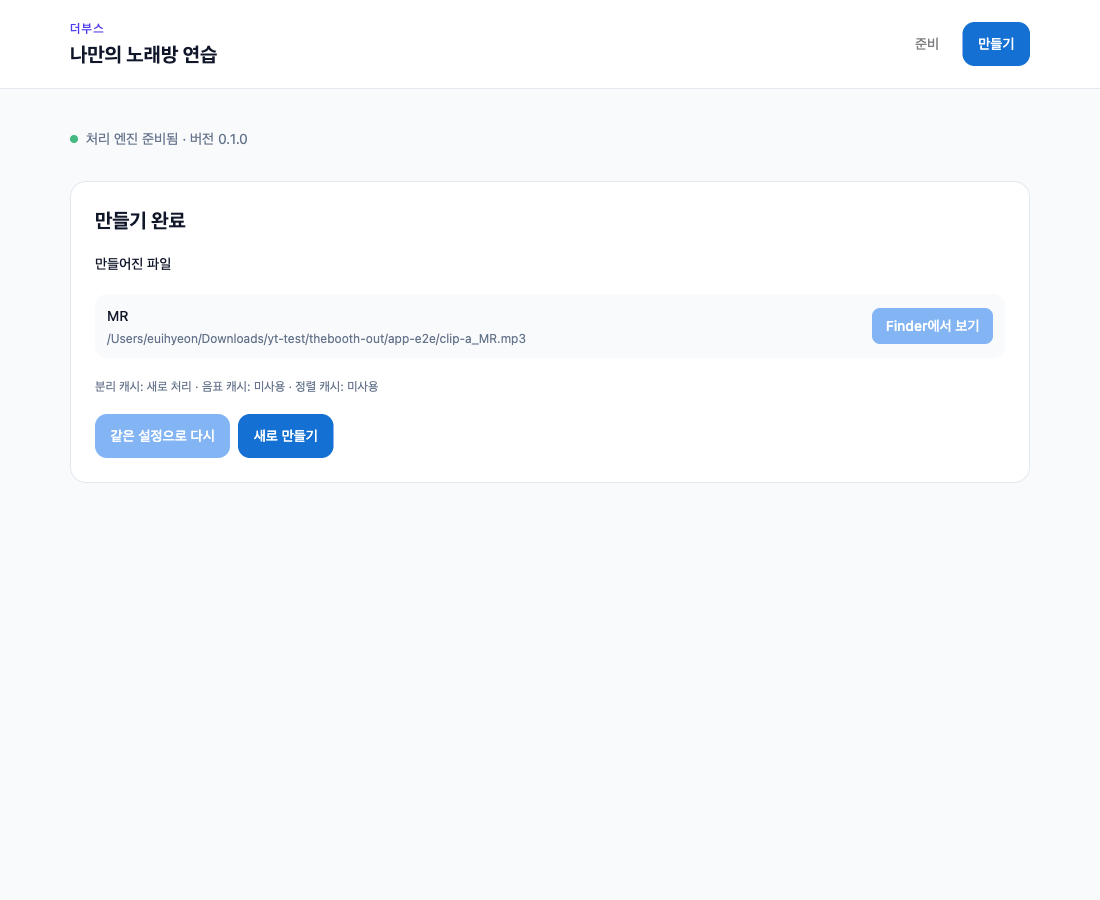 더부스
나만의 노래방 연습
준비
만들기
처리 엔진 준비됨 · 버전 0.1.0
만들기 완료
만들어진 파일
MR
/Users/euihyeon/Downloads/yt-test/thebooth-out/app-e2e/clip-a_MR.mp3
Finder에서 보기
분리 캐시: 새로 처리 · 음표 캐시: 미사용 · 정렬 캐시: 미사용
같은 설정으로 다시
새로 만들기